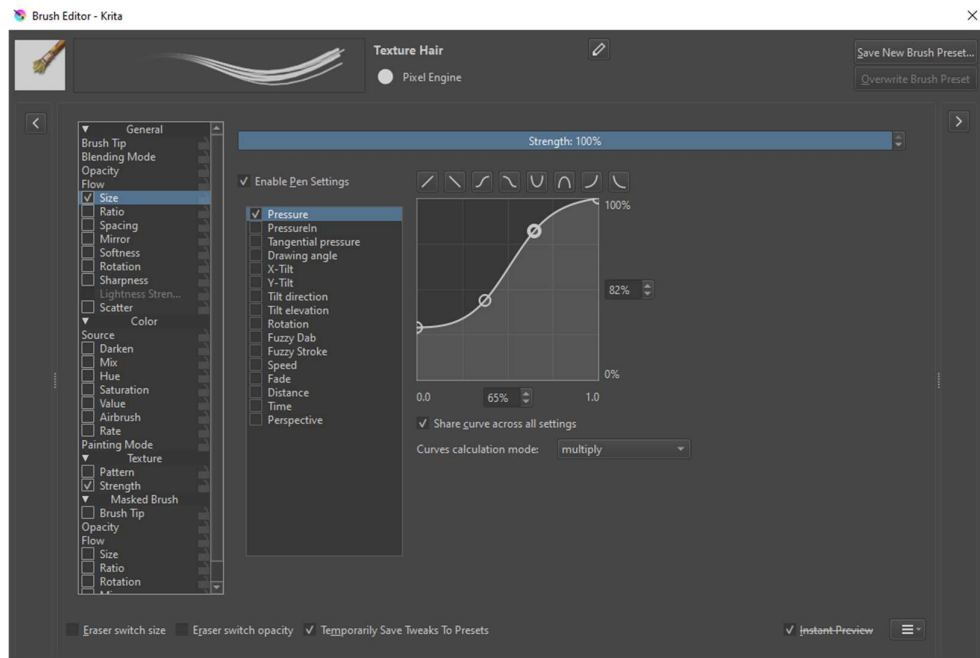 Brush Editor - Krita
Texture Hair
Pixel Engine
Save New Brush Preset...
Overwrite Brush Preset
General
Brush Tip
Blending Mode
Opacity
Flow
Size
Ratio
Spacing
Mirror
Softness
Rotation
Sharpness
Lightness Stren...
Scatter
Color
Source
Darken
Mix
Hue
Saturation
Value
Airbrush
Rate
Painting Mode
Texture
Pattern
Strength
Masked Brush
Brush Tip
Opacity
Flow
Size
Ratio
Rotation
Strength: 100%
Enable Pen Settings
Pressure
PressureIn
Tangential pressure
Drawing angle
X-Tilt
Y-Tilt
Tilt direction
Tilt elevation
Rotation
Fuzzy Dab
Fuzzy Stroke
Speed
Fade
Distance
Time
Perspective
100%
82%
0%
0.0
65%
1.0
Share curve across all settings
Curves calculation mode: multiply
Eraser switch size
Eraser switch opacity
Temporarily Save Tweaks To Presets
Instant Preview